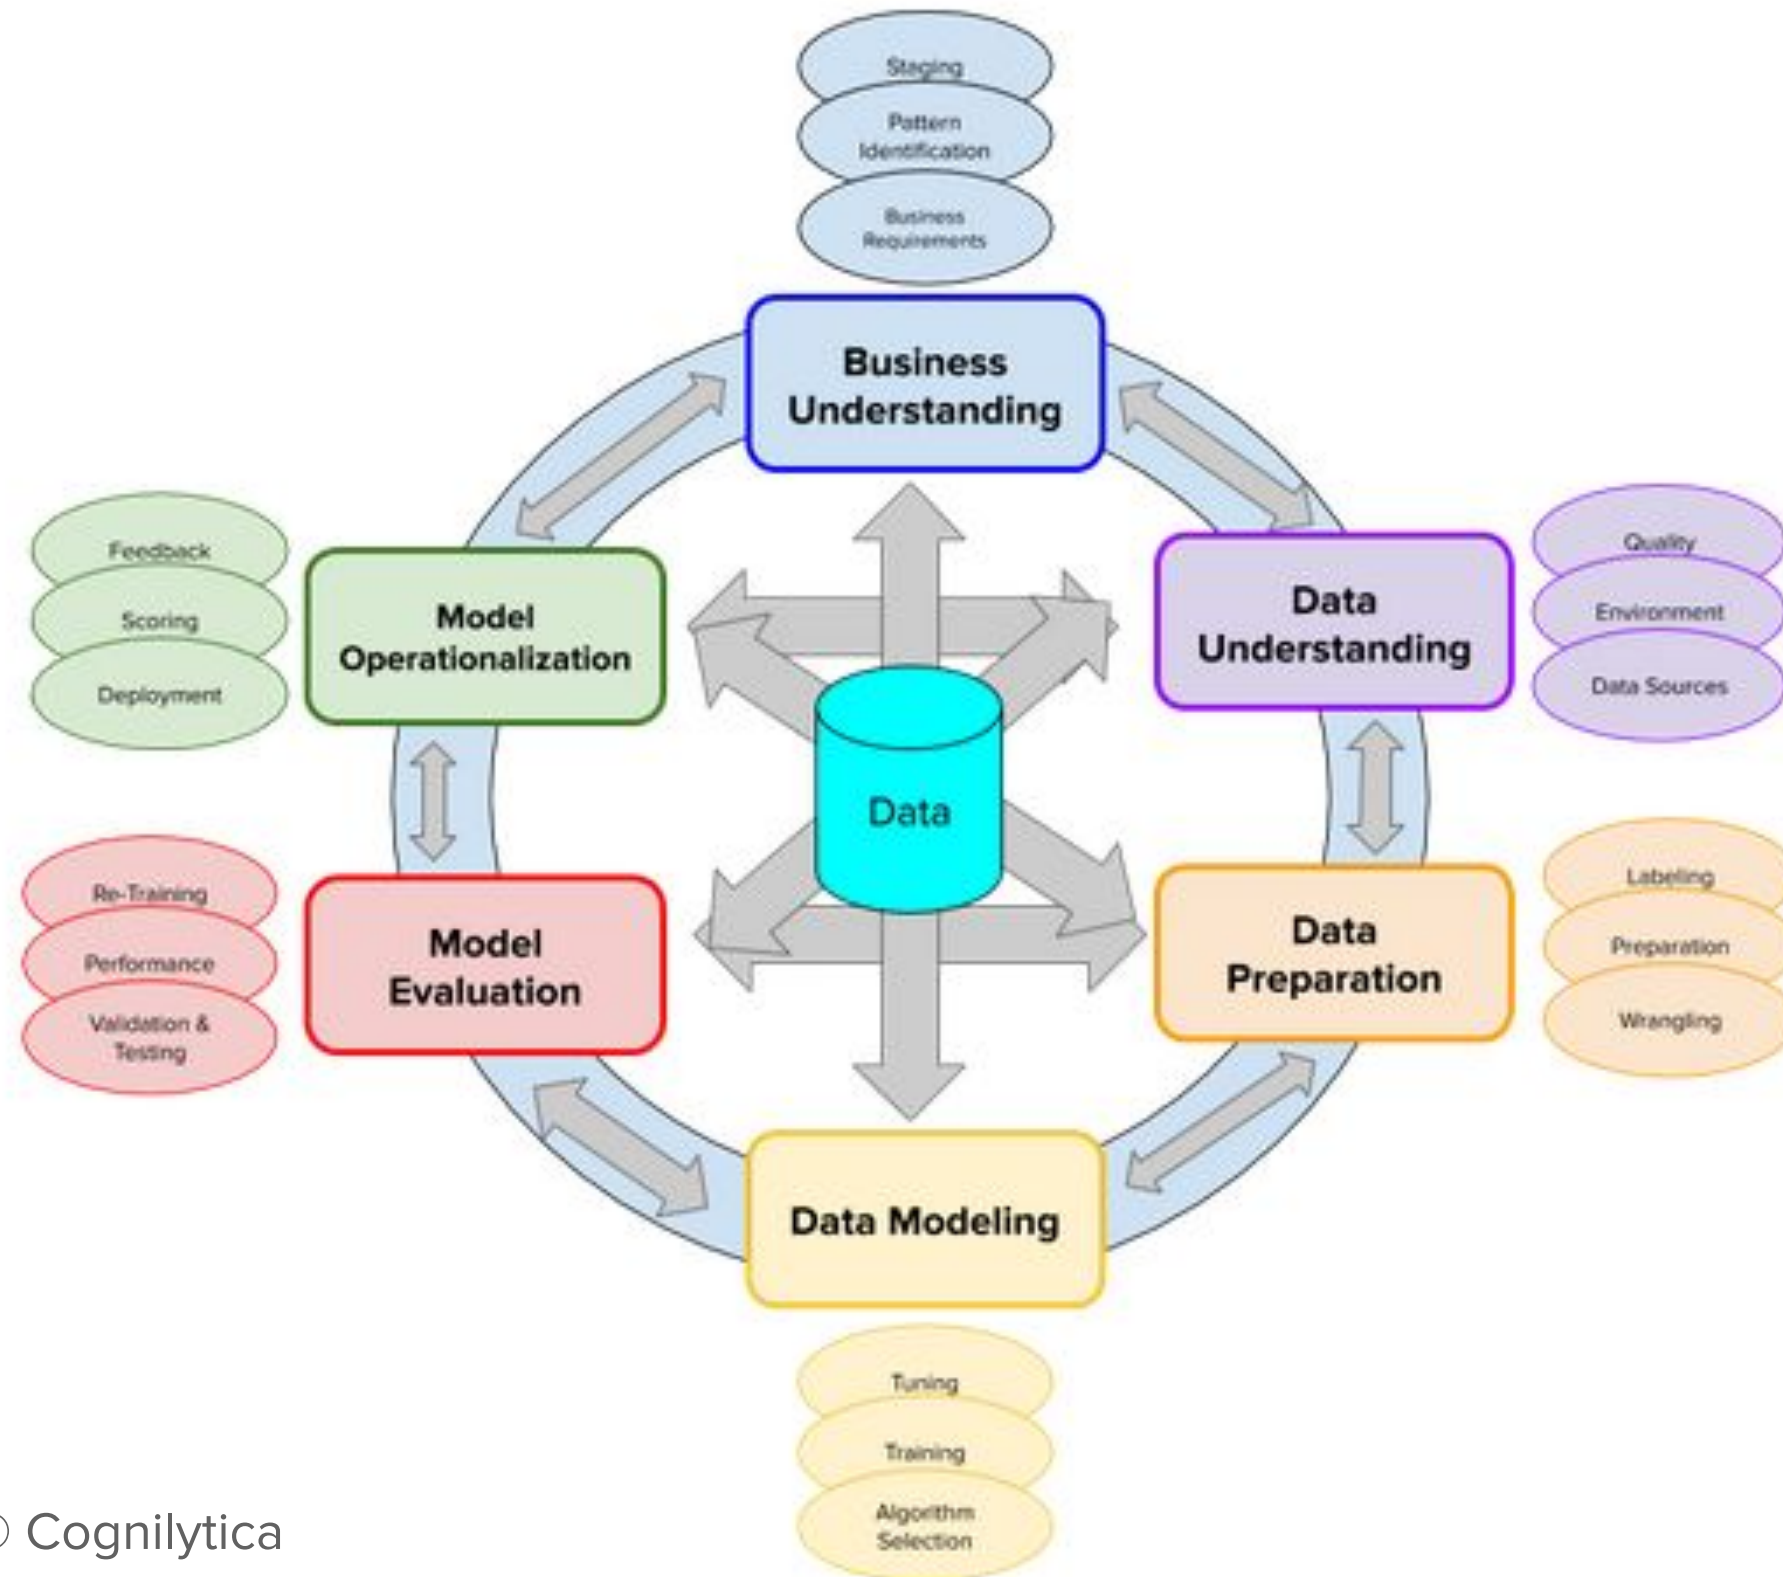 Staging
Pattern
Identification
Business
Requirements
Business
Understanding
Feedback
Scoring
Deployment
Model
Operationalization
Data
Understanding
Quality
Environment
Data Sources
Data
Re-Training
Performance
Validation &
Testing
Model
Evaluation
Data
Preparation
Labeling
Preparation
Wrangling
Data Modeling
Tuning
Training
Algorithm
Selection
© Cognilytica